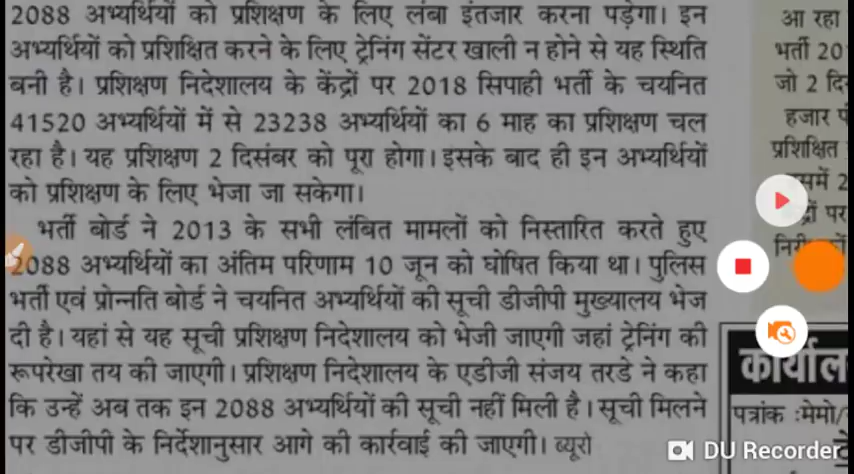 2088 अभ्यर्थियों को प्रशिक्षण के लिए लंबा इंतजार करना पड़ेगा। इन
अभ्यर्थियों को प्रशिक्षित करने के लिए ट्रेनिंग सेंटर खाली न होने से यह स्थिति
बनी है। प्रशिक्षण निदेशालय के केंद्रों पर 2018 सिपाही भर्ती के चयनित
41520 अभ्यर्थियों में से 23238 अभ्यर्थियों का 6 माह का प्रशिक्षण चल
रहा है। यह प्रशिक्षण 2 दिसंबर को पूरा होगा। इसके बाद ही इन अभ्यर्थियों
को प्रशिक्षण के लिए भेजा जा सकेगा।
भर्ती बोर्ड ने 2013 के सभी लंबित मामलों को निस्तारित करते हुए
2088 अभ्यर्थियों का अंतिम परिणाम 10 जून को घोषित किया था। पुलिस
भर्ती एवं प्रोन्नति बोर्ड ने चयनित अभ्यर्थियों की सूची डीजीपी मुख्यालय भेज
दी है। यहां से यह सूची प्रशिक्षण निदेशालय को भेजी जाएगी जहां ट्रेनिंग की
रूपरेखा तय की जाएगी। प्रशिक्षण निदेशालय के एडीजी संजय तरडे ने कहा
कि उन्हें अब तक इन 2088 अभ्यर्थियों की सूची नहीं मिली है। सूची मिलने
पर डीजीपी के निर्देशानुसार आगे की कार्रवाई की जाएगी। ब्यूरो
आ रहा
भर्ती 20
जो 2 दि
हजार
प्रशिक्षित
समें 2
पर
कार्याल
पत्रांक :मेमो/
DU Recorder